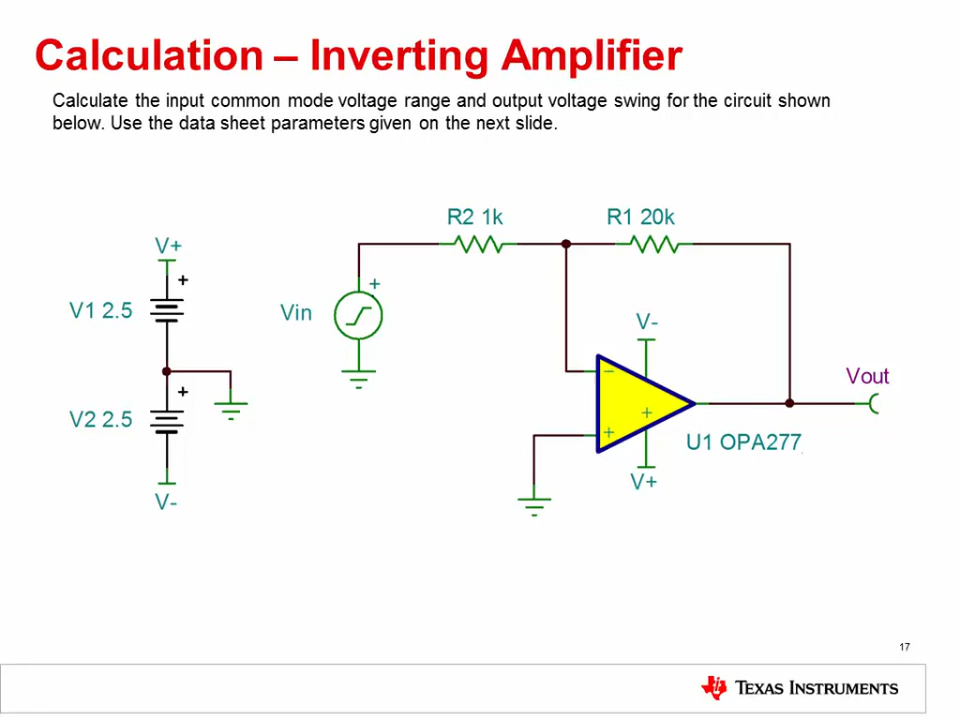 Calculation – Inverting Amplifier
Calculate the input common mode voltage range and output voltage swing for the circuit shown
below. Use the data sheet parameters given on the next slide.
R2 1k
R1 20k
V+
+
V1 2.5
+
V2 2.5
V-
Vin
+
V-
−
+
+
V+
U1 OPA277
Vout
17
TEXAS INSTRUMENTS